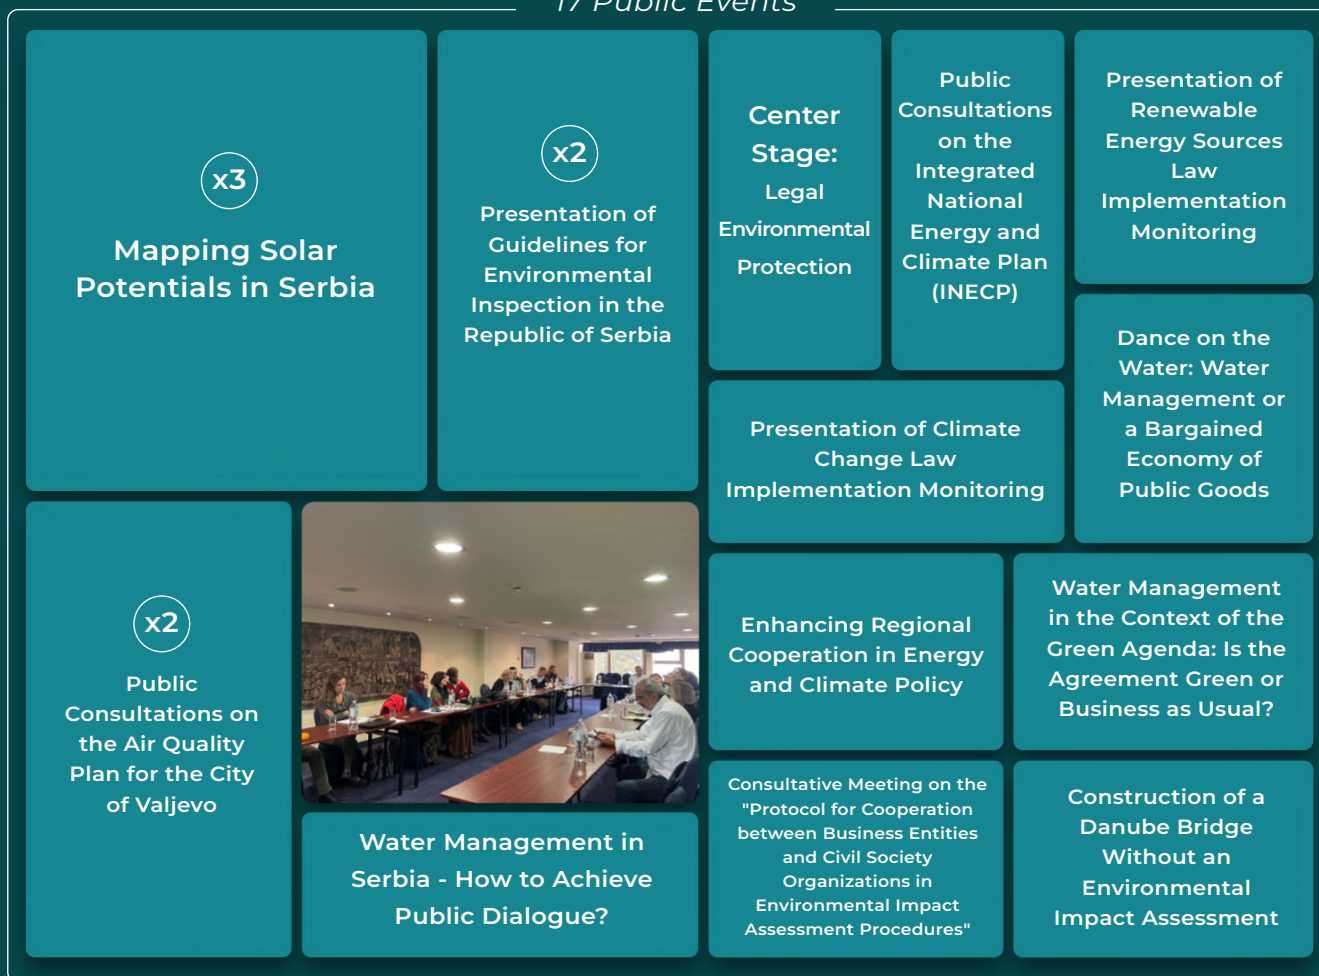 17 Public Events
x3
Mapping Solar
Potentials in Serbia
x2
Presentation of
Guidelines for
Environmental
Inspection in the
Republic of Serbia
Center
Stage:
Legal
Environmental
Protection
Public
Consultations
on the
Integrated
National
Energy and
Climate Plan
(INECP)
Presentation of
Renewable
Energy Sources
Law
Implementation
Monitoring
Presentation of Climate
Change Law
Implementation Monitoring
Dance on the
Water: Water
Management or
a Bargained
Economy of
Public Goods
x2
Public
Consultations on
the Air Quality
Plan for the City
of Valjevo
Water Management in
Serbia - How to Achieve
Public Dialogue?
Enhancing Regional
Cooperation in Energy
and Climate Policy
Water Management
in the Context of the
Green Agenda: Is the
Agreement Green or
Business as Usual?
Consultative Meeting on the
"Protocol for Cooperation
between Business Entities
and Civil Society
Organizations in
Environmental Impact
Assessment Procedures"
Construction of a
Danube Bridge
Without an
Environmental
Impact Assessment